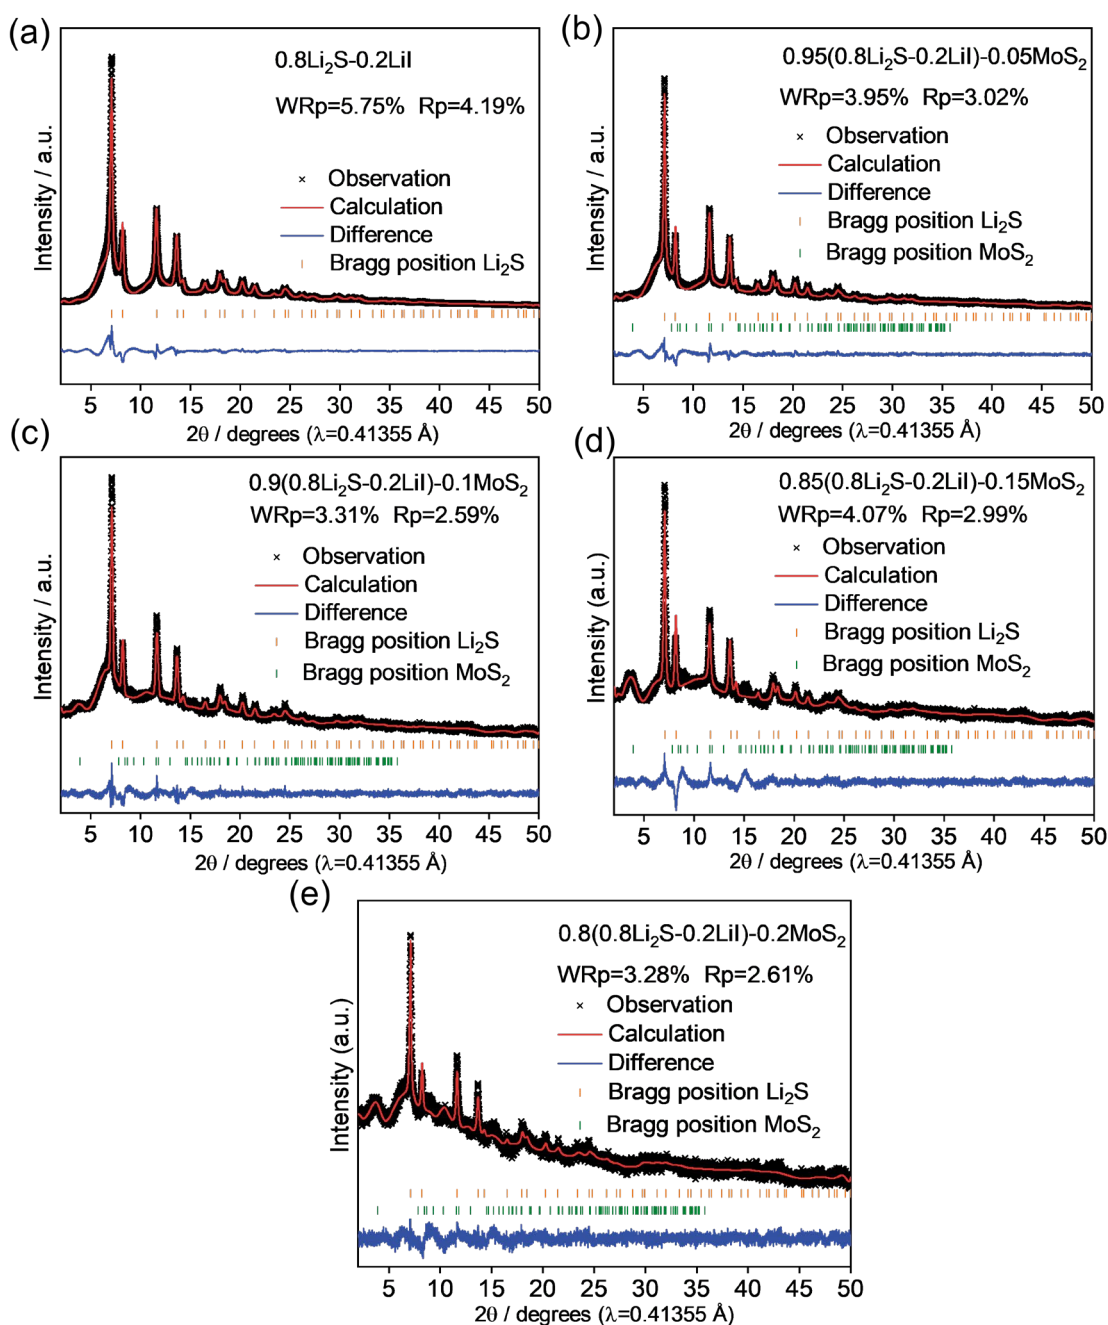 (a)
0.8Li₂S-0.2LiI
WRp=5.75% Rp=4.19%
Observation
Calculation
Difference
Bragg position Li₂S
Intensity / a.u.
5 10 15 20 25 30 35 40 45 50
2θ / degrees (λ=0.41355 Å)
(b)
0.95(0.8Li₂S-0.2LiI)-0.05MoS₂
WRp=3.95% Rp=3.02%
Observation
Calculation
Difference
Bragg position Li₂S
Bragg position MoS₂
Intensity / a.u.
5 10 15 20 25 30 35 40 45 50
2θ / degrees (λ=0.41355 Å)
(c)
0.9(0.8Li₂S-0.2LiI)-0.1MoS₂
WRp=3.31% Rp=2.59%
Observation
Calculation
Difference
Bragg position Li₂S
Bragg position MoS₂
Intensity / a.u.
5 10 15 20 25 30 35 40 45 50
2θ / degrees (λ=0.41355 Å)
(d)
0.85(0.8Li₂S-0.2LiI)-0.15MoS₂
WRp=4.07% Rp=2.99%
Observation
Calculation
Difference
Bragg position Li₂S
Bragg position MoS₂
Intensity (a.u.)
5 10 15 20 25 30 35 40 45 50
2θ / degrees (λ=0.41355 Å)
(e)
0.8(0.8Li₂S-0.2LiI)-0.2MoS₂
WRp=3.28% Rp=2.61%
Observation
Calculation
Difference
Bragg position Li₂S
Bragg position MoS₂
Intensity (a.u.)
5 10 15 20 25 30 35 40 45 50
2θ / degrees (λ=0.41355 Å)